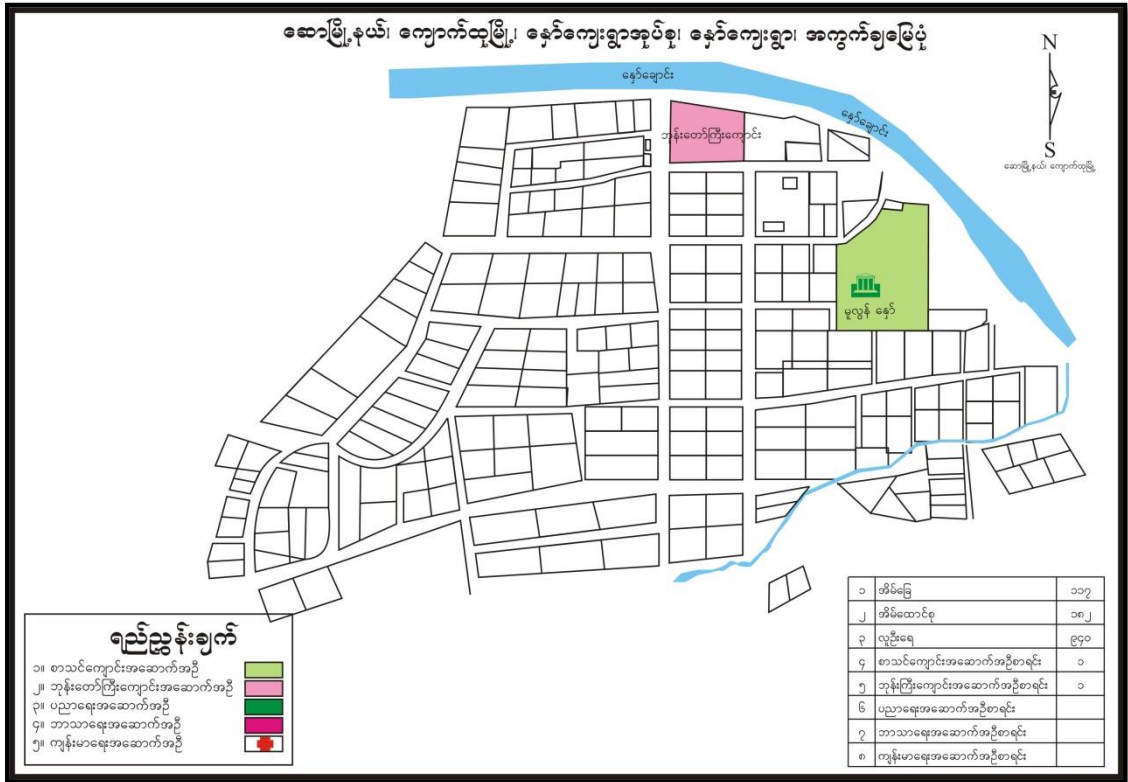 ဆောမြို့နယ်၊ ကျောက်ထုမြို့၊ နှော်ကျေးရွာအုပ်စု၊ နှော်ကျေးရွာ၊ အကွက်ချမြေပုံ
N
S
ဆောမြို့နယ်၊ ကျောက်ထုမြို့
နှော်ချောင်း
နှော်ချောင်း
ဘုန်းတော်ကြီးကျောင်း
မူလွန် နှော်
ရည်ညွှန်းချက်
၁။ စာသင်ကျောင်းအဆောက်အဦ
၂။ ဘုန်းတော်ကြီးကျောင်းအဆောက်အဦ
၃။ ပညာရေးအဆောက်အဦ
၄။ ဘာသာရေးအဆောက်အဦ
၅။ ကျန်းမာရေးအဆောက်အဦ
၁ အိမ်ခြေ ၁၁၇
၂ အိမ်ထောင်စု ၁၈၂
၃ လူဦးရေ ၉၄၀
၄ စာသင်ကျောင်းအဆောက်အဦစာရင်း ၁
၅ ဘုန်းကြီးကျောင်းအဆောက်အဦစာရင်း ၁
၆ ပညာရေးအဆောက်အဦစာရင်း
၇ ဘာသာရေးအဆောက်အဦစာရင်း
၈ ကျန်းမာရေးအဆောက်အဦစာရင်း